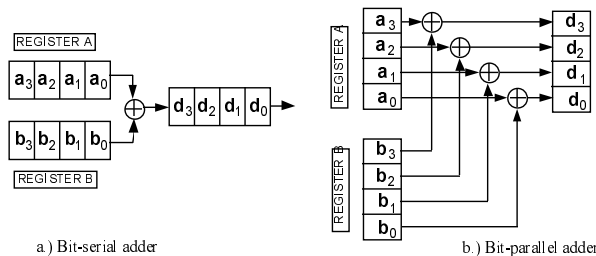 REGISTER A
a3 a2 a1 a0
d3 d2 d1 d0
b3 b2 b1 b0
REGISTER B
a.) Bit-serial adder
REGISTER A
a3
a2
a1
a0
d3
d2
d1
d0
REGISTER B
b3
b2
b1
b0
b.) Bit-parallel adder